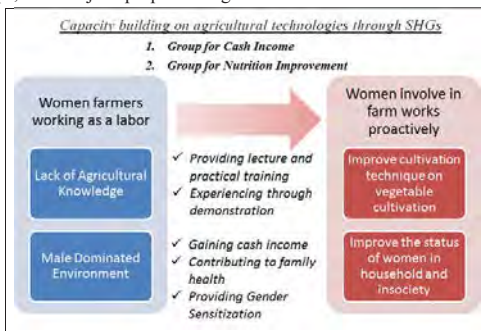 Capacity building on agricultural technologies through SHGs
1. Group for Cash Income
2. Group for Nutrition Improvement
Women farmers
working as a labor
Lack of Agricultural
Knowledge
Male Dominated
Environment
✓ Providing lecture and
practical training
✓ Experiencing through
demonstration
✓ Gaining cash income
✓ Contributing to family
health
✓ Providing Gender
Sensitization
Women involve in
farm works
proactively
Improve cultivation
technique on
vegetable
cultivation
Improve the status
of women in
household and
insociety